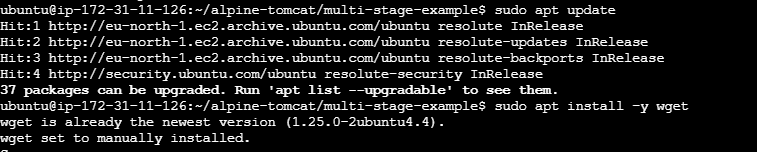 ubuntu@ip-172-31-11-126:~/alpine-tomcat/multi-stage-example$ sudo apt update
Hit:1 http://eu-north-1.ec2.archive.ubuntu.com/ubuntu resolute InRelease
Hit:2 http://eu-north-1.ec2.archive.ubuntu.com/ubuntu resolute-updates InRelease
Hit:3 http://eu-north-1.ec2.archive.ubuntu.com/ubuntu resolute-backports InRelease
Hit:4 http://security.ubuntu.com/ubuntu resolute-security InRelease
37 packages can be upgraded. Run 'apt list --upgradable' to see them.
ubuntu@ip-172-31-11-126:~/alpine-tomcat/multi-stage-example$ sudo apt install -y wget
wget is already the newest version (1.25.0-2ubuntu4.4).
wget set to manually installed.